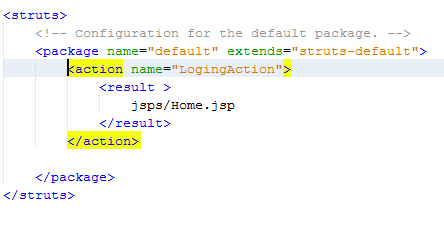 <struts>
<!-- Configuration for the default package. -->
<package name="default" extends="struts-default">
<action name="LogingAction">
<result >
jsps/Home.jsp
</result>
</action>
</package>
</struts>